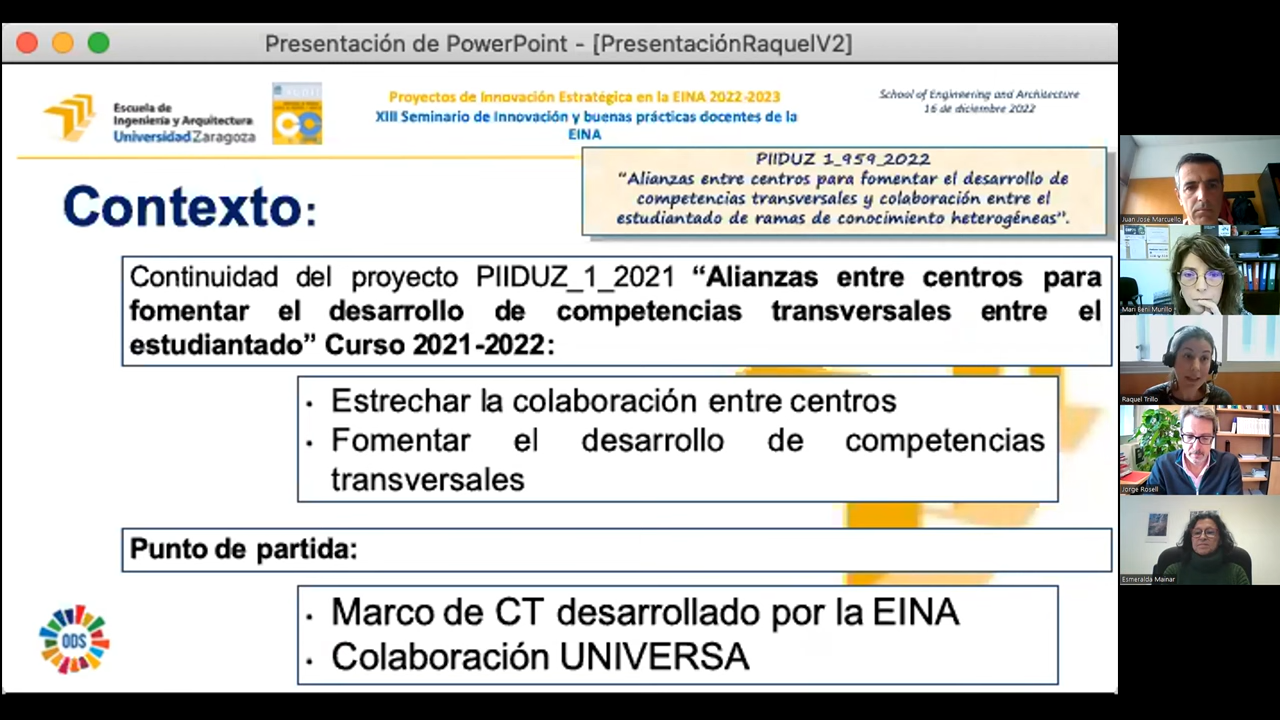 Presentación de PowerPoint - [PresentaciónRaquelV2]
Escuela de
Ingeniería y Arquitectura
Universidad Zaragoza
Proyectos de Innovación Estratégica en la EINA 2022-2023
XIII Seminario de Innovación y buenas prácticas docentes de la
EINA
School of Engineering and Architecture
16 de diciembre 2022
PIIDUZ 1_959_2022
“Alianzas entre centros para fomentar el desarrollo de
competencias transversales y colaboración entre el
estudiantado de ramas de conocimiento heterogéneas”.
Contexto:
Continuidad del proyecto PIIDUZ_1_2021 “Alianzas entre centros para
fomentar el desarrollo de competencias transversales entre el
estudiantado” Curso 2021-2022:
• Estrechar la colaboración entre centros
• Fomentar el desarrollo de competencias
transversales
Punto de partida:
• Marco de CT desarrollado por la EINA
• Colaboración UNIVERSA
ODS
Juan Jose Marcuello
Mari Beni Murillo
Raquel Trillo
Jorge Rosell
Esmeralda Mainar